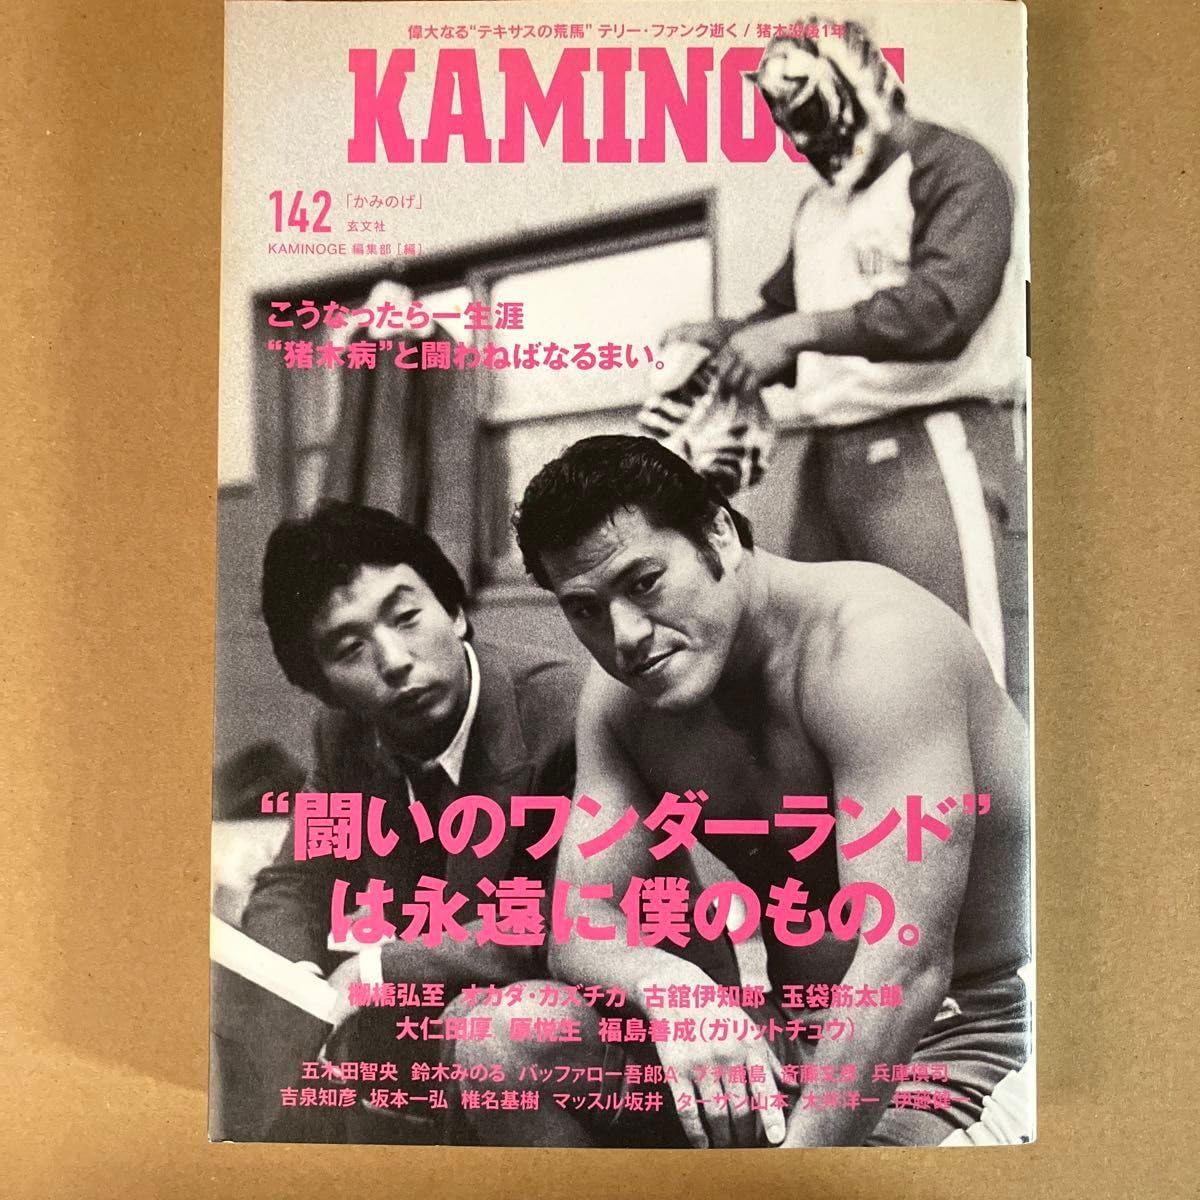 偉大なる“テキサスの荒馬” テリー・ファンク逝く / 猪木没後1年
KAMINOGE
142 「かみのげ」
玄文社
KAMINOGE 編集部［編］
こうなったら一生涯
“猪木病”と闘わねばなるまい。
“闘いのワンダーランド”
は永遠に僕のもの。
棚橋弘至 オカダ・カズチカ 古舘伊知郎 玉袋筋太郎
大仁田厚 原悦生 福島善成（ガリットチュウ）
五木田智央 鈴木みのる バッファロー吾郎A プチ鹿島 斎藤文彦 兵庫慎司
吉泉知彦 坂本一弘 椎名基樹 マッスル坂井 ターザン山本 大井洋一 伊藤健一